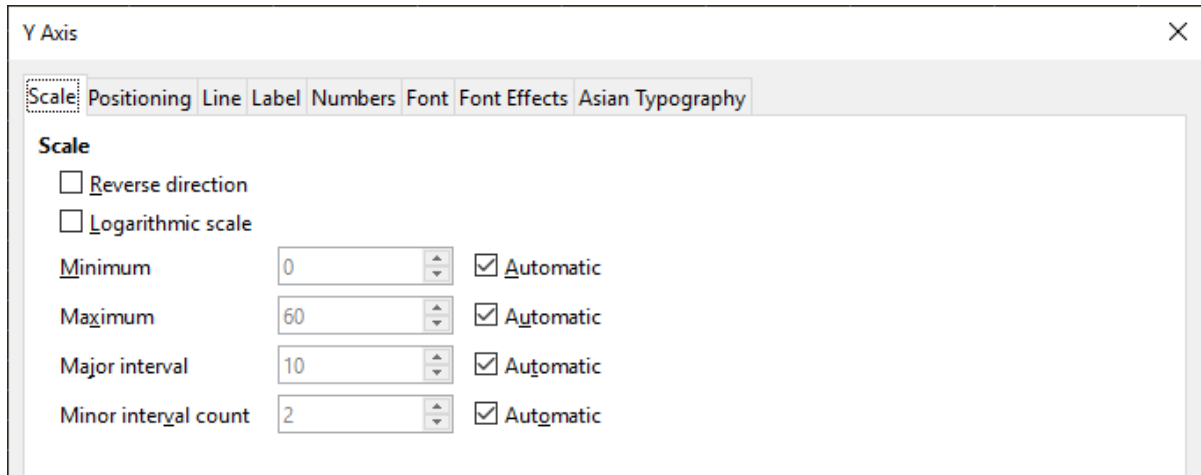 Y Axis
Scale Positioning Line Label Numbers Font Font Effects Asian Typography
Scale
Reverse direction
Logarithmic scale
Minimum 0 Automatic
Maximum 60 Automatic
Major interval 10 Automatic
Minor interval count 2 Automatic